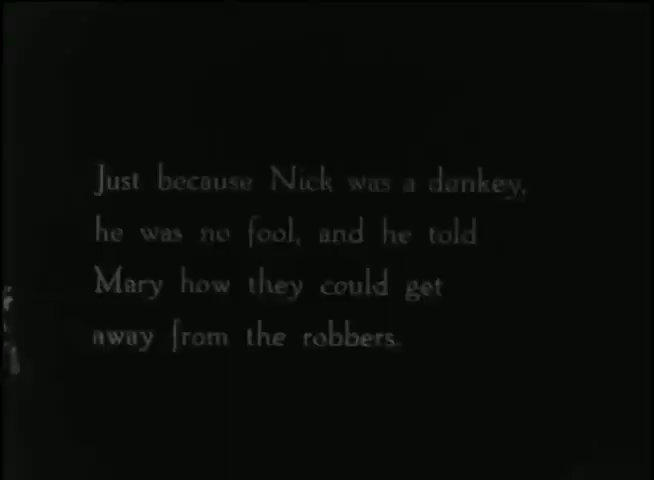 Just because Nick was a donkey,
he was no fool, and he told
Mary how they could get
away from the robbers.